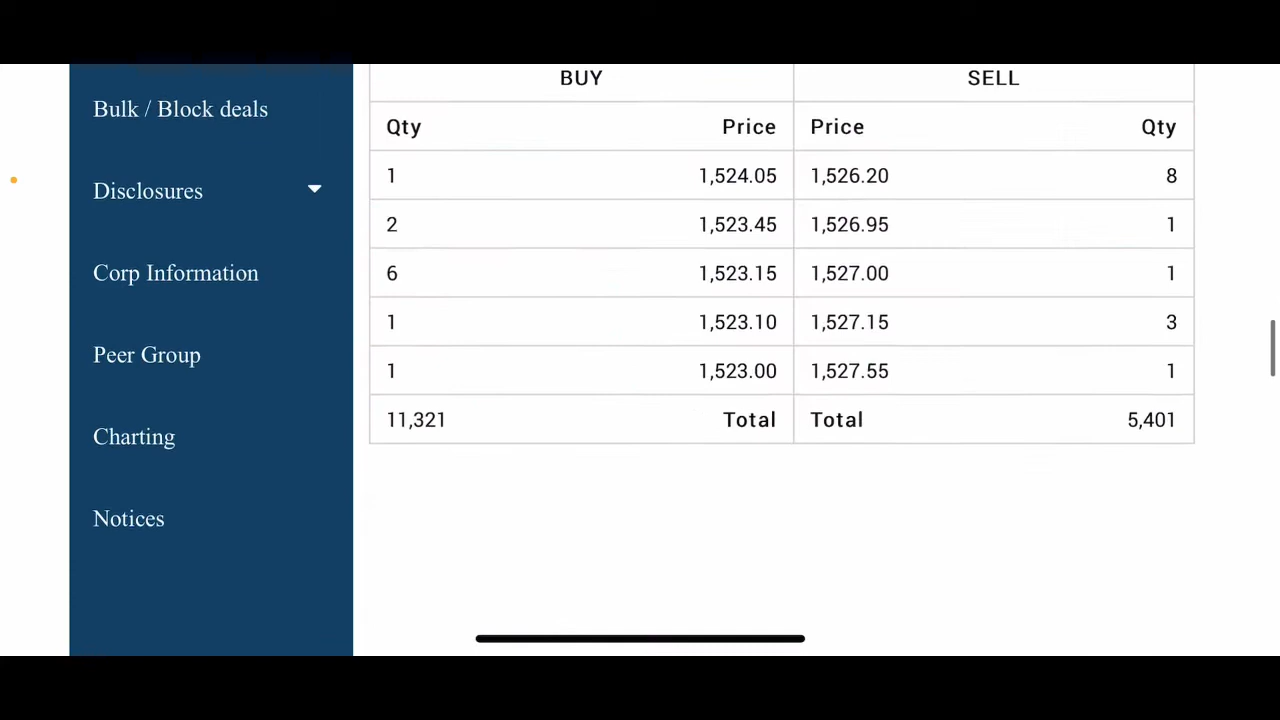 Bulk / Block deals
Disclosures
Corp Information
Peer Group
Charting
Notices
BUY SELL
Qty Price Price Qty
1 1,524.05 1,526.20 8
2 1,523.45 1,526.95 1
6 1,523.15 1,527.00 1
1 1,523.10 1,527.15 3
1 1,523.00 1,527.55 1
11,321 Total Total 5,401